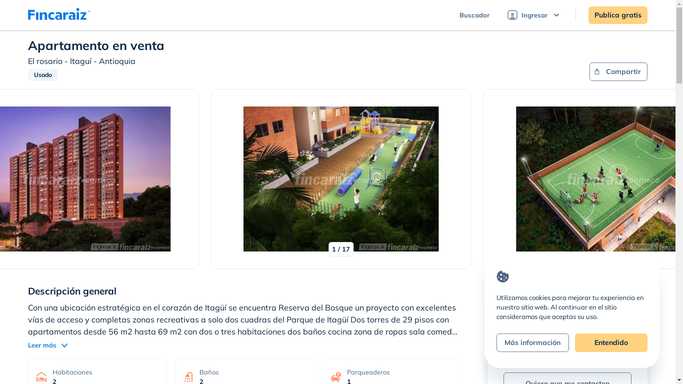 Fincaraiz
Buscador
Ingresar
Publica gratis
Apartamento en venta
El rosario - Itaguí - Antioquia
Usado
Compartir
fincaraiz
fincaraiz
fincaraiz
fincaraiz
fincaraiz
1 / 17
Descripción general
Con una ubicación estratégica en el corazón de Itagüí se encuentra Reserva del Bosque un proyecto con excelentes
vías de acceso y completas zonas recreativas a solo dos cuadras del Parque de Itagüí Dos torres de 29 pisos con
apartamentos desde 56 m2 hasta 69 m2 con dos o tres habitaciones dos baños cocina zona de ropas sala comed...
Leer más
Habitaciones
2
Baños
2
Parqueaderos
1
Utilizamos cookies para mejorar tu experiencia en
nuestro sitio web. Al continuar en el sitio
consideramos que aceptas su uso.
Más información
Entendido
Quiero que me contacten